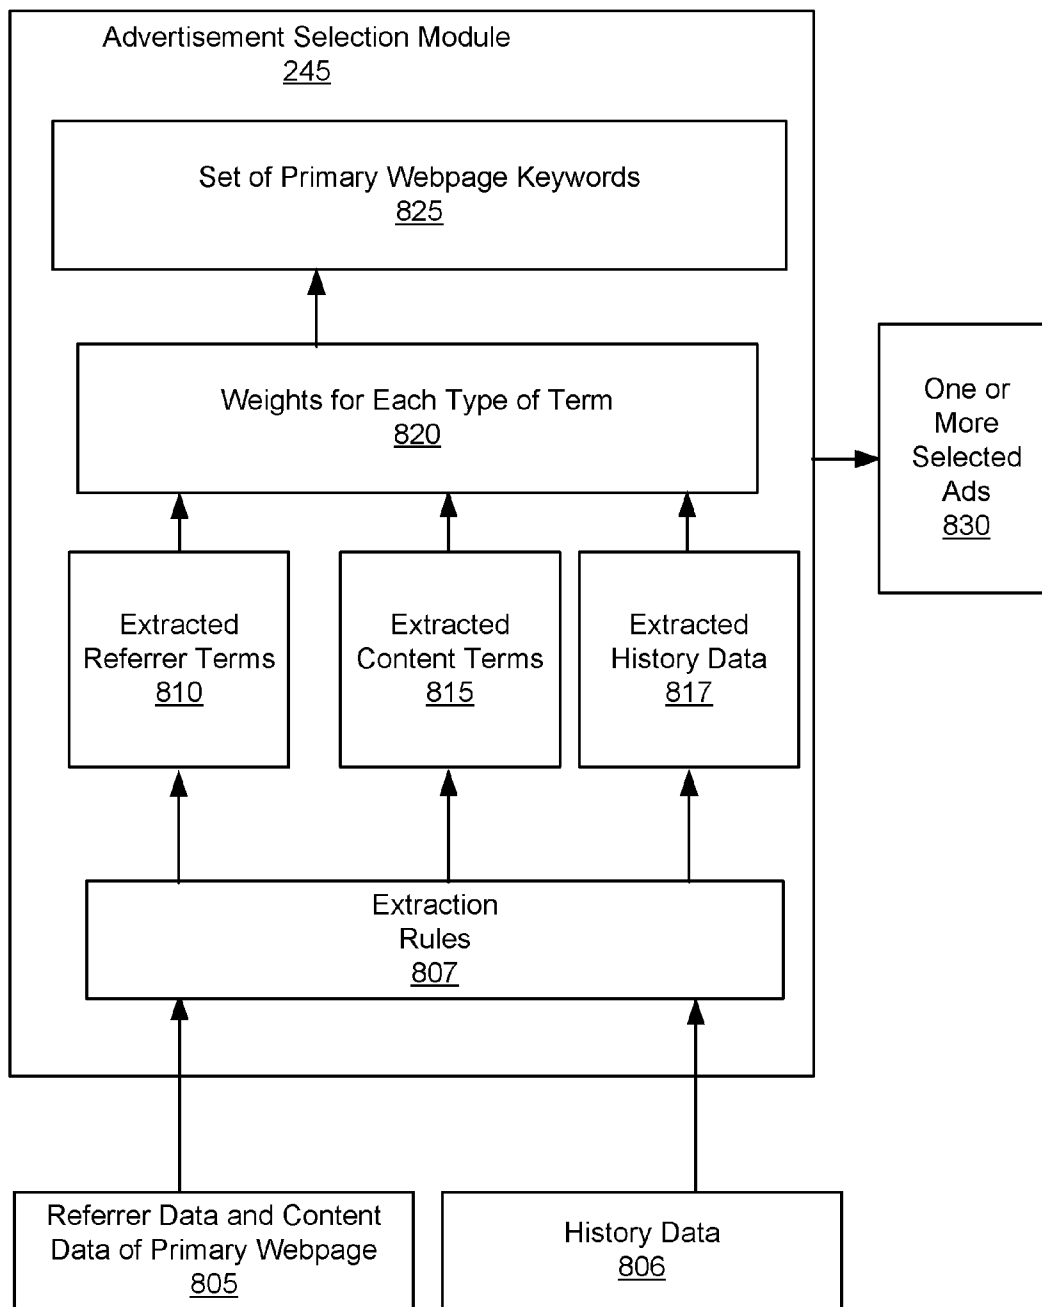 Advertisement Selection Module
245
Set of Primary Webpage Keywords
825
Weights for Each Type of Term
820
One or
More
Selected
Ads
830
Extracted
Referrer Terms
810
Extracted
Content Terms
815
Extracted
History Data
817
Extraction
Rules
807
Referrer Data and Content
Data of Primary Webpage
805
History Data
806